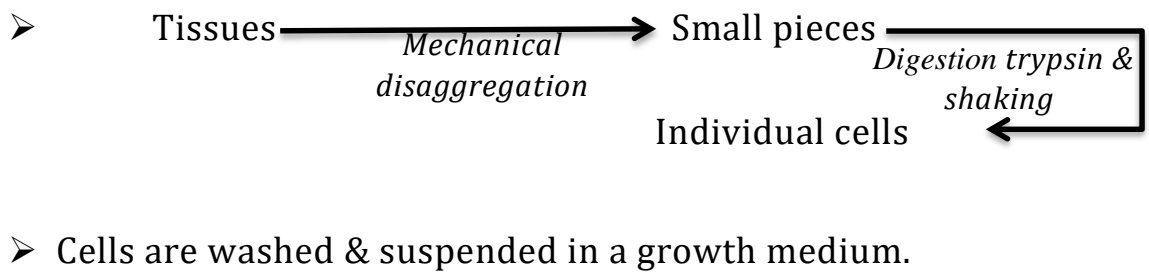 ➢ Tissues Small pieces
Mechanical
disaggregation
Digestion trypsin &
shaking
Individual cells
➢ Cells are washed & suspended in a growth medium.